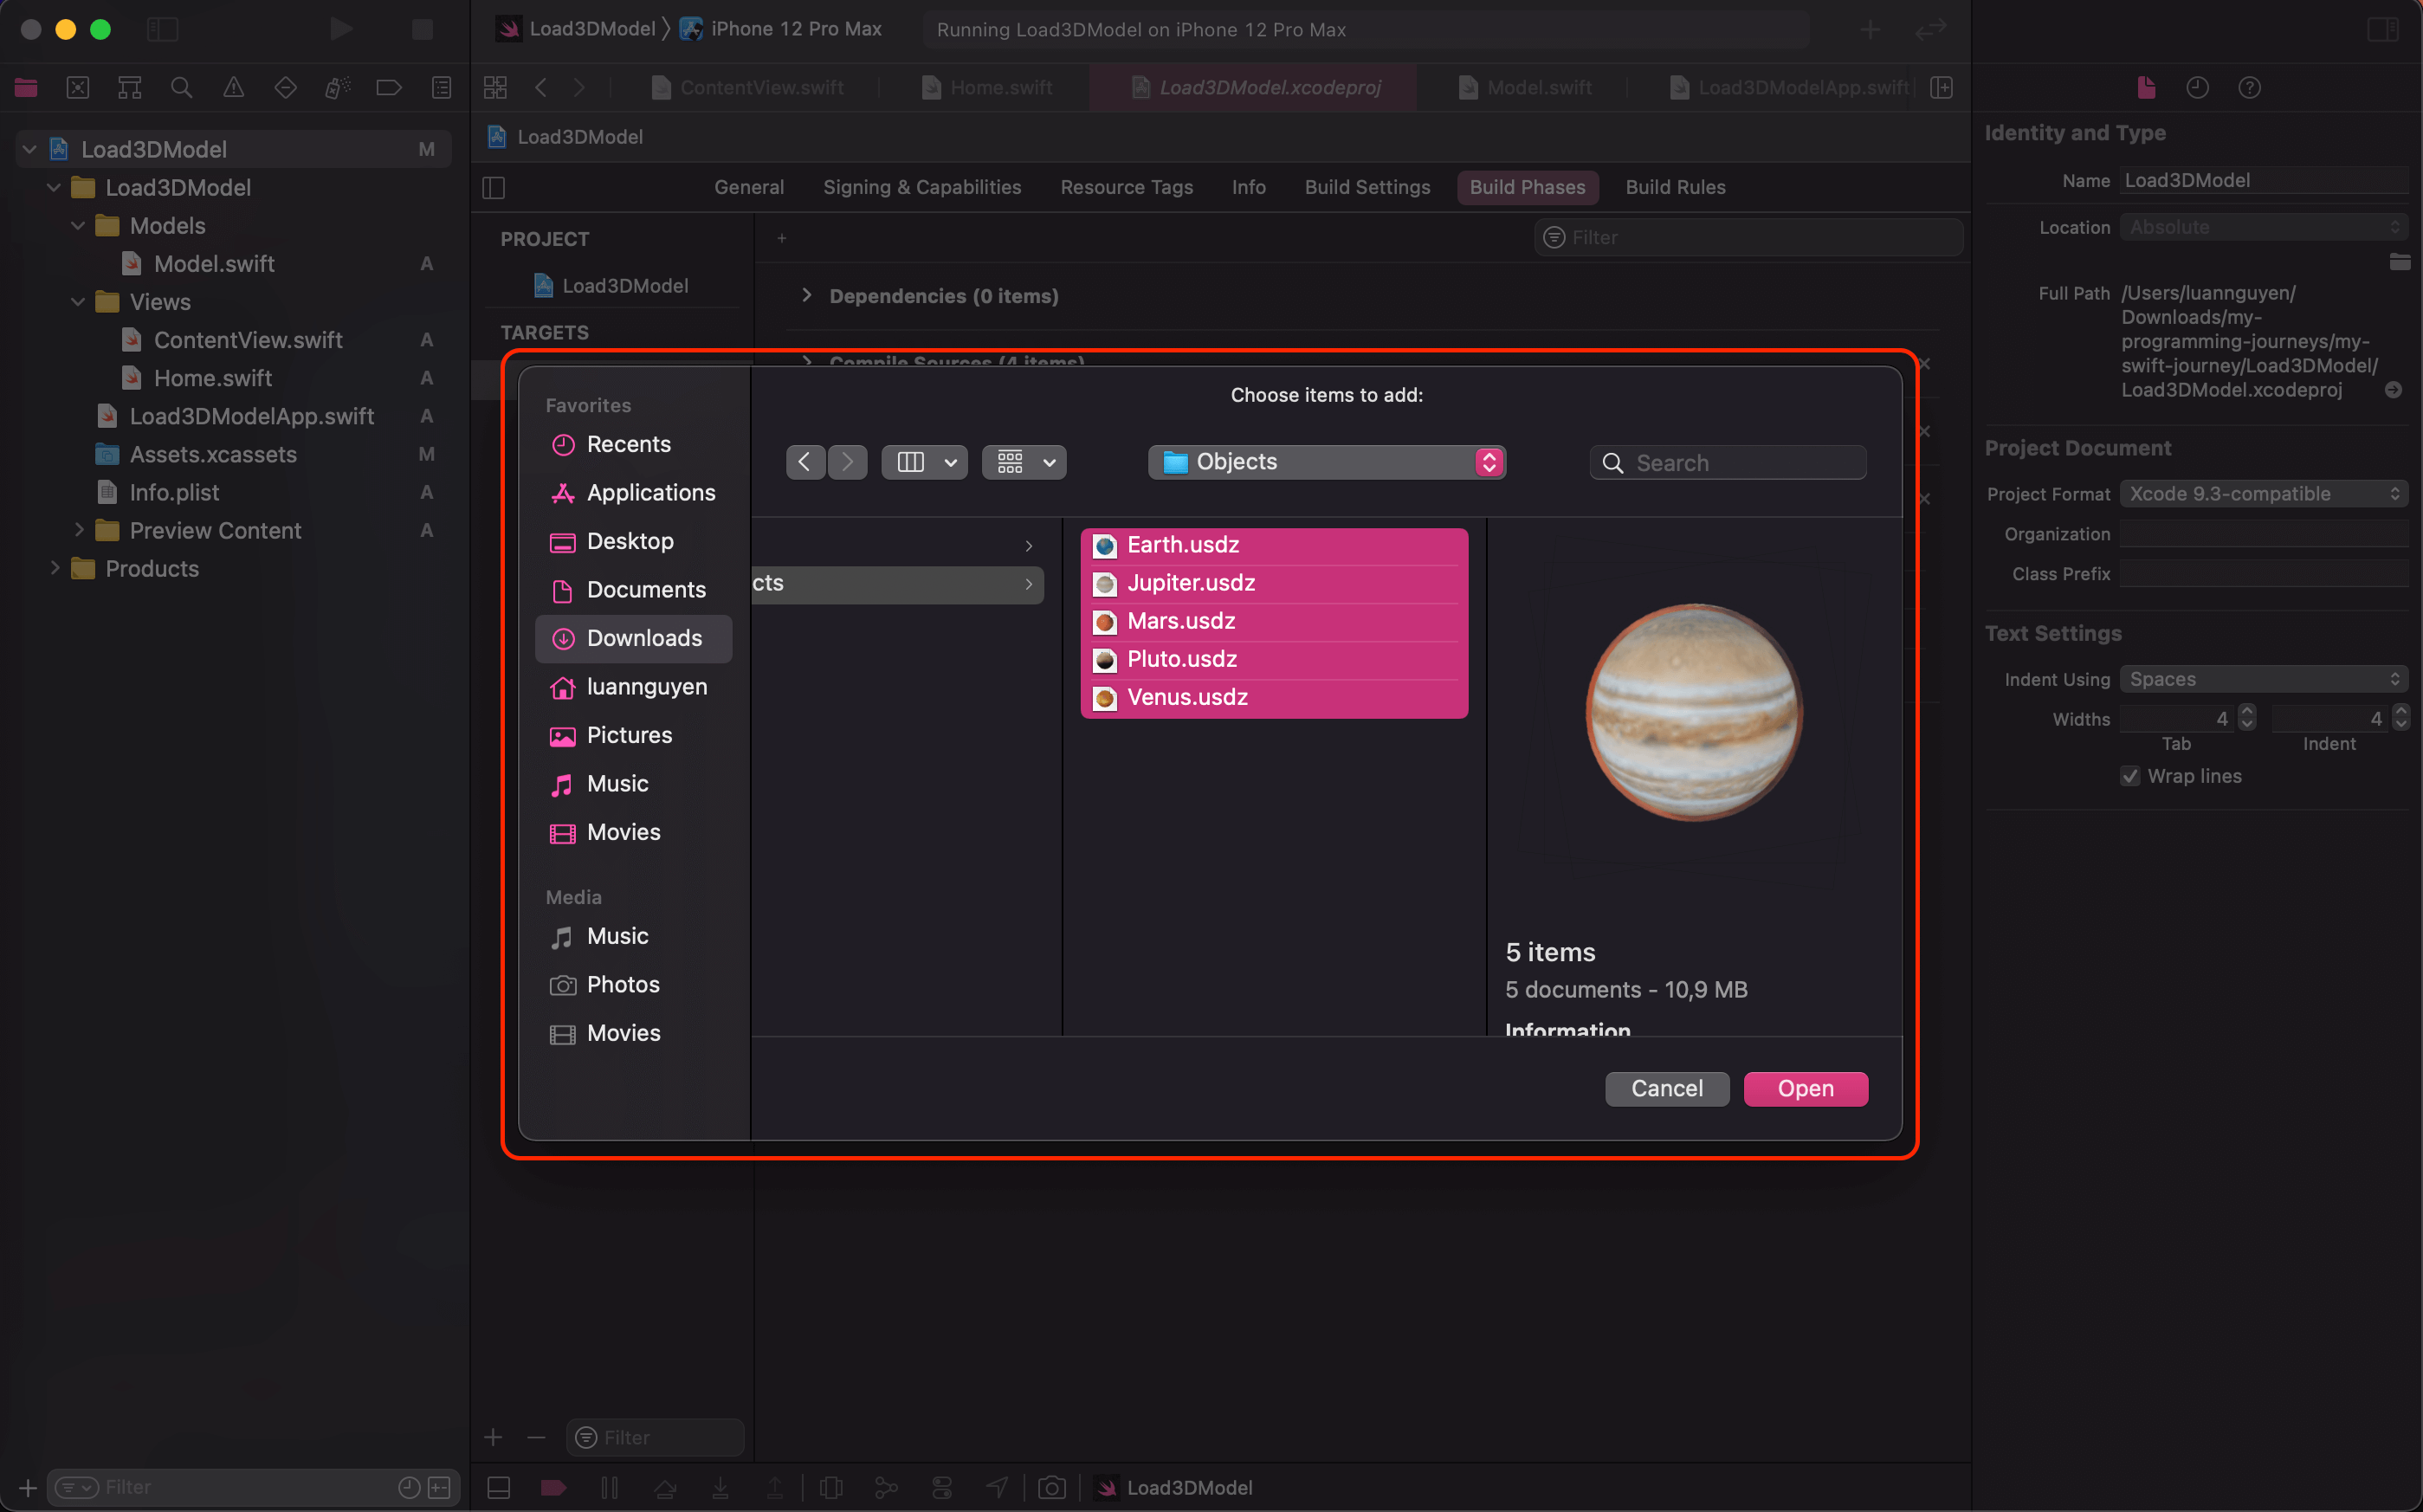 Load3DModel
iPhone 12 Pro Max
Running Load3DModel on iPhone 12 Pro Max
ContentView.swift
Home.swift
Load3DModel.xcodeproj
Model.swift
Load3DModelApp.swift
Load3DModel M
Load3DModel
Models
Model.swift A
Views
ContentView.swift A
Home.swift A
Load3DModelApp.swift A
Assets.xcassets M
Info.plist A
Preview Content A
Products
Filter
Load3DModel
General
Signing & Capabilities
Resource Tags
Info
Build Settings
Build Phases
Build Rules
PROJECT
Load3DModel
TARGETS
Filter
Dependencies (0 items)
Compile Sources (4 items)
Choose items to add:
Favorites
Recents
Applications
Desktop
Documents
Downloads
luannguyen
Pictures
Music
Movies
Media
Music
Photos
Movies
Objects
Search
cts
Earth.usdz
Jupiter.usdz
Mars.usdz
Pluto.usdz
Venus.usdz
5 items
5 documents - 10,9 MB
Information
Cancel
Open
Filter
Load3DModel
Identity and Type
Name Load3DModel
Location Absolute
Full Path /Users/luannguyen/
Downloads/my-
programming-journeys/my-
swift-journey/Load3DModel/
Load3DModel.xcodeproj
Project Document
Project Format Xcode 9.3-compatible
Organization
Class Prefix
Text Settings
Indent Using Spaces
Widths 4 4
Tab Indent
Wrap lines